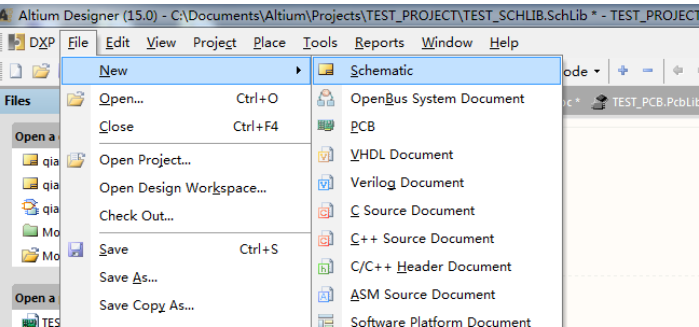 Altium Designer (15.0) - C:\Documents\Altium\Projects\TEST_PROJECT\TEST_SCHLIB.SchLib * - TEST_PROJECT
DXP File Edit View Project Place Tools Reports Window Help
New Schematic ode
Files Open... Ctrl+O OpenBus System Document TEST_PCB.PcbLib
Close Ctrl+F4 PCB
Open a
qia Open Project... VHDL Document
qia Open Design Workspace... Verilog Document
qia Check Out... C Source Document
Mo
Mo Save Ctrl+S C++ Source Document
Save As... C/C++ Header Document
Open a Save Copy As... ASM Source Document
TES Software Platform Document